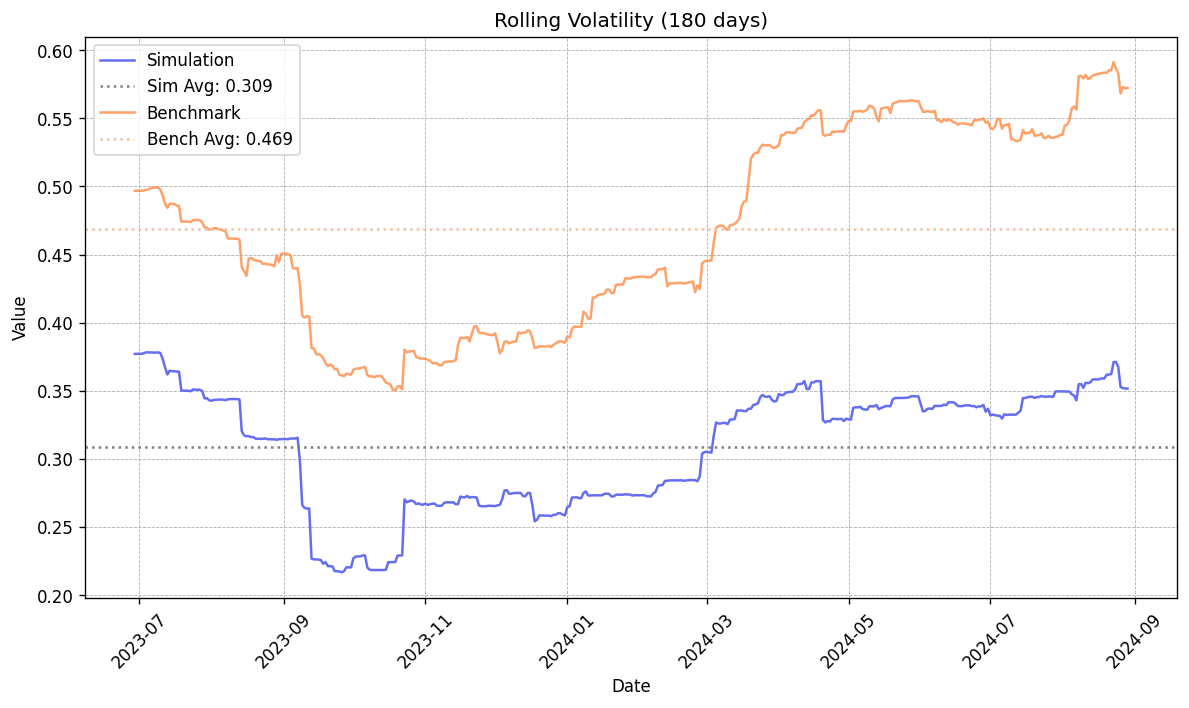 Rolling Volatility (180 days)
Simulation
Sim Avg: 0.309
Benchmark
Bench Avg: 0.469
Value
0.60
0.55
0.50
0.45
0.40
0.35
0.30
0.25
0.20
2023-07
2023-09
2023-11
2024-01
2024-03
2024-05
2024-07
2024-09
Date